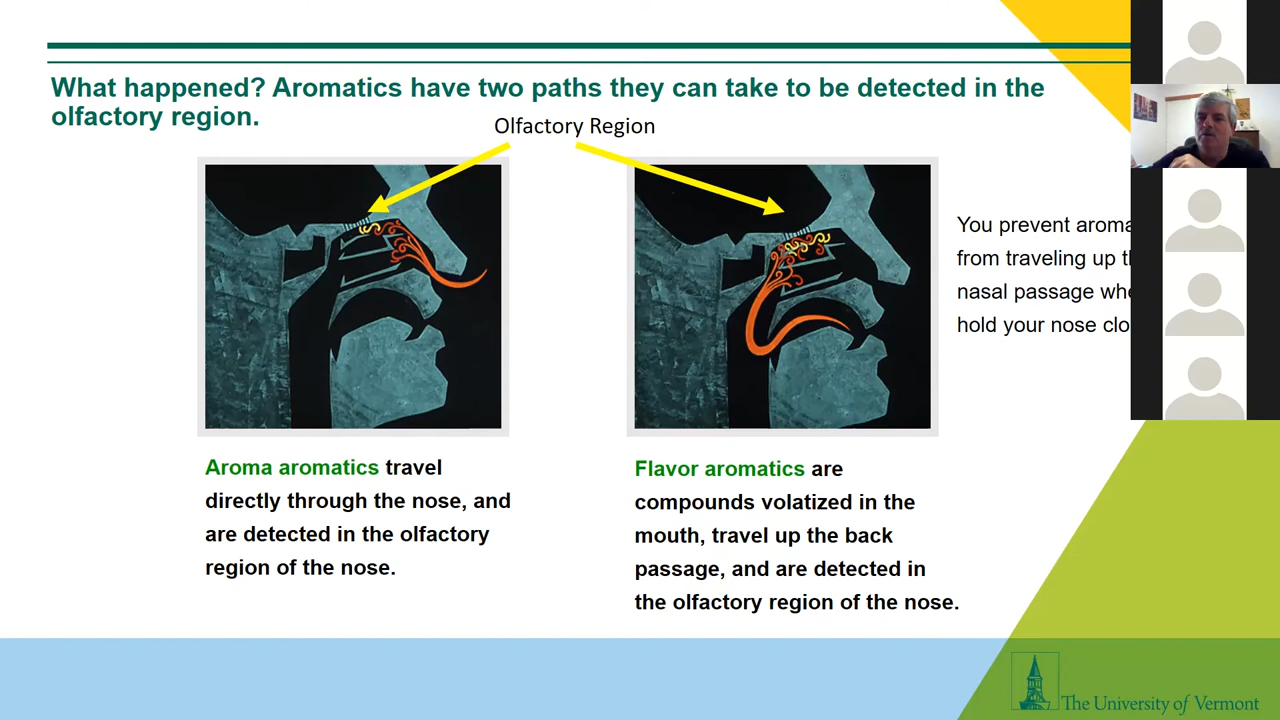 What happened? Aromatics have two paths they can take to be detected in the
olfactory region.
Olfactory Region
You prevent aroma
from traveling up
nasal passage
hold your nose
Aroma aromatics travel
directly through the nose, and
are detected in the olfactory
region of the nose.
Flavor aromatics are
compounds volatized in the
mouth, travel up the back
passage, and are detected in
the olfactory region of the nose.
The University of Vermont